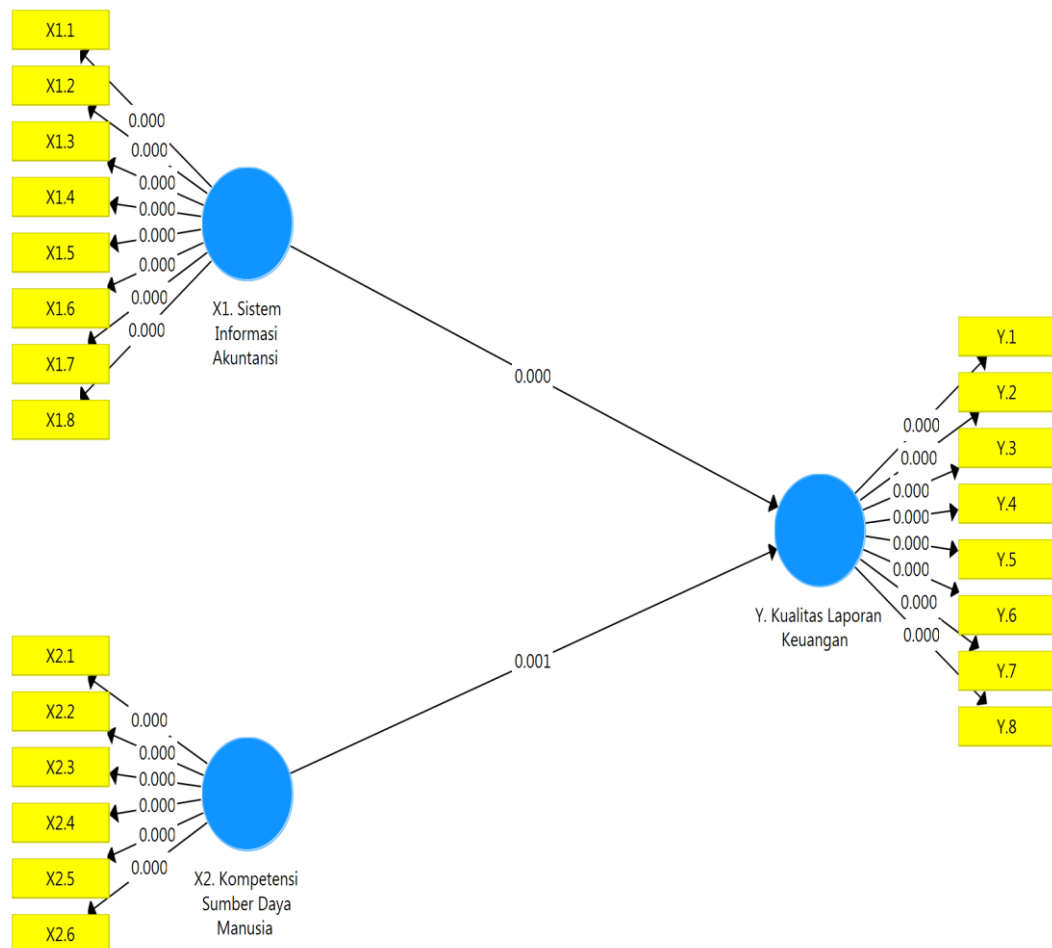 X1.1
X1.2
X1.3
X1.4
X1.5
X1.6
X1.7
X1.8
0.000
0.000
0.000
0.000
0.000
0.000
0.000
0.000
X1. Sistem
Informasi
Akuntansi
0.000
X2.1
X2.2
X2.3
X2.4
X2.5
X2.6
0.000
0.000
0.000
0.000
0.000
0.000
X2. Kompetensi
Sumber Daya
Manusia
0.001
Y. Kualitas Laporan
Keuangan
0.000
0.000
0.000
0.000
0.000
0.000
0.000
0.000
Y.1
Y.2
Y.3
Y.4
Y.5
Y.6
Y.7
Y.8